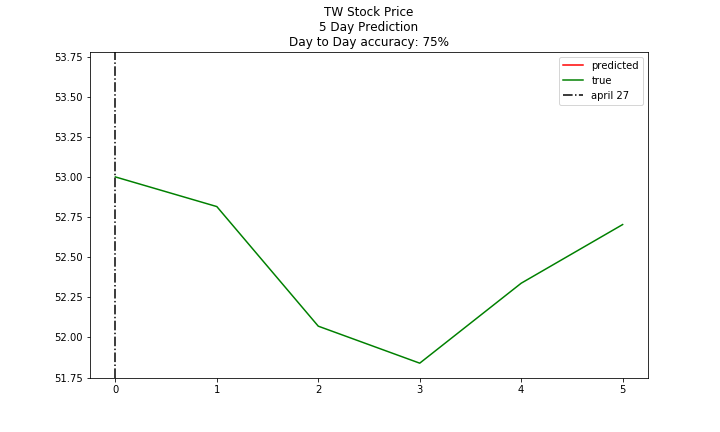 TW Stock Price
5 Day Prediction
Day to Day accuracy: 75%
predicted
true
april 27
53.75
53.50
53.25
53.00
52.75
52.50
52.25
52.00
51.75
0 1 2 3 4 5